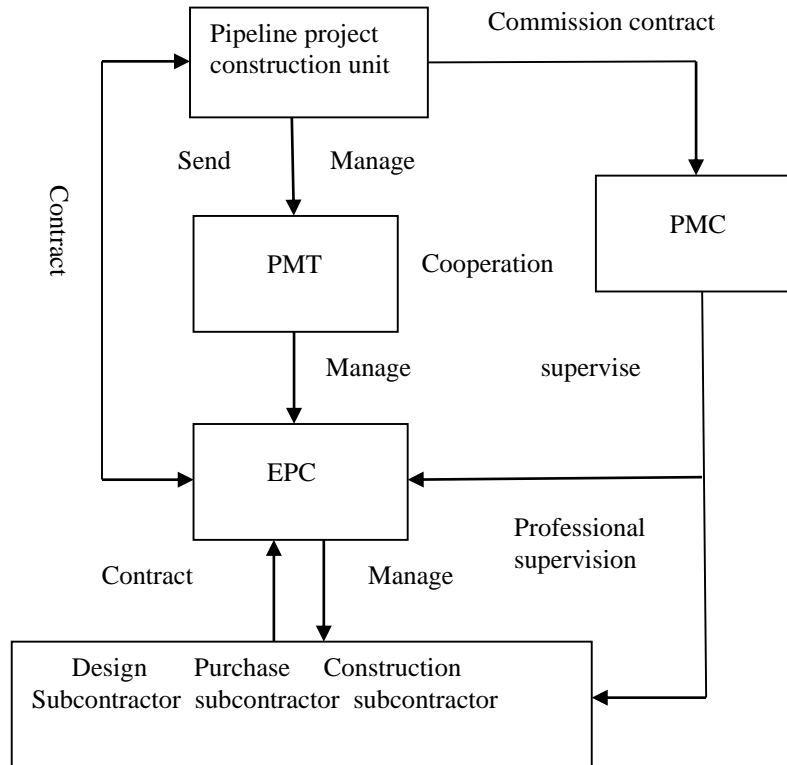 Pipeline project
construction unit
Commission contract
Send
Manage
Contract
PMC
PMT
Cooperation
Manage
supervise
EPC
Professional
supervision
Contract
Manage
Design Purchase Construction
Subcontractor subcontractor subcontractor